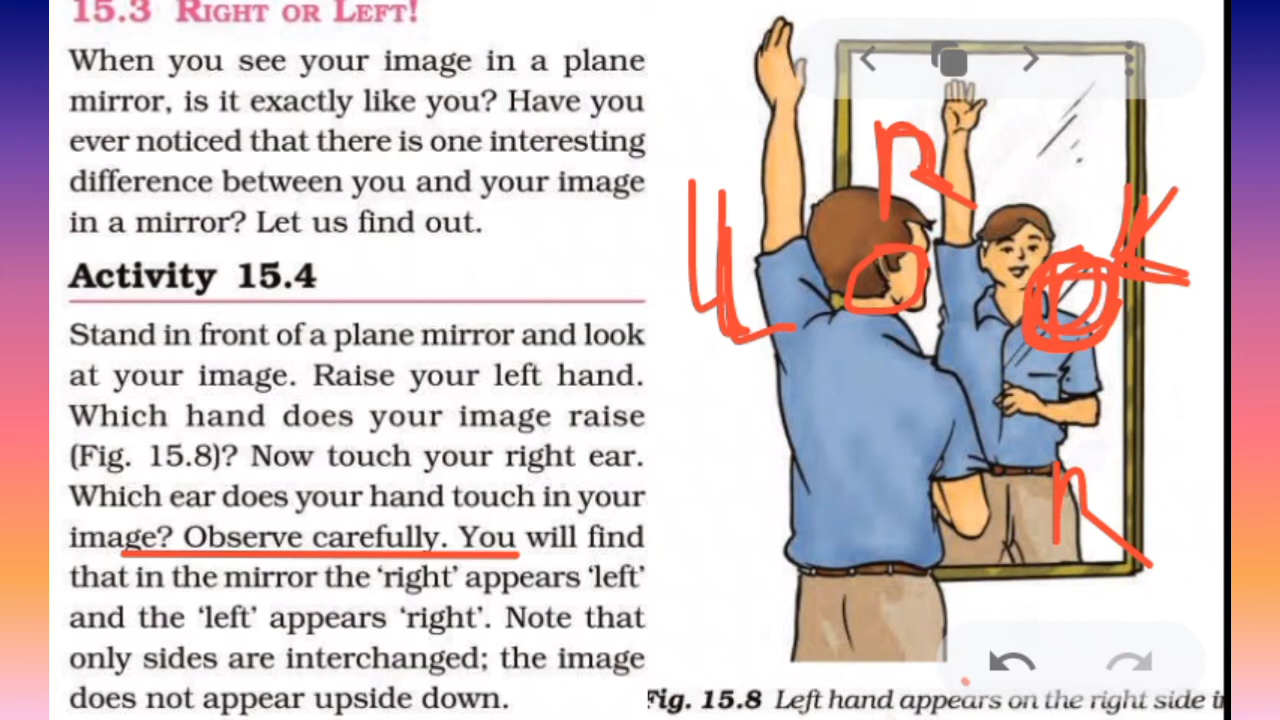 15.3 RIGHT OR LEFT!
When you see your image in a plane
mirror, is it exactly like you? Have you
ever noticed that there is one interesting
difference between you and your image
in a mirror? Let us find out.
Activity 15.4
Stand in front of a plane mirror and look
at your image. Raise your left hand.
Which hand does your image raise
(Fig. 15.8)? Now touch your right ear.
Which ear does your hand touch in your
image? Observe carefully. You will find
that in the mirror the ‘right’ appears ‘left’
and the ‘left’ appears ‘right’. Note that
only sides are interchanged; the image
does not appear upside down.
R
Fig. 15.8 Left hand appears on the right side